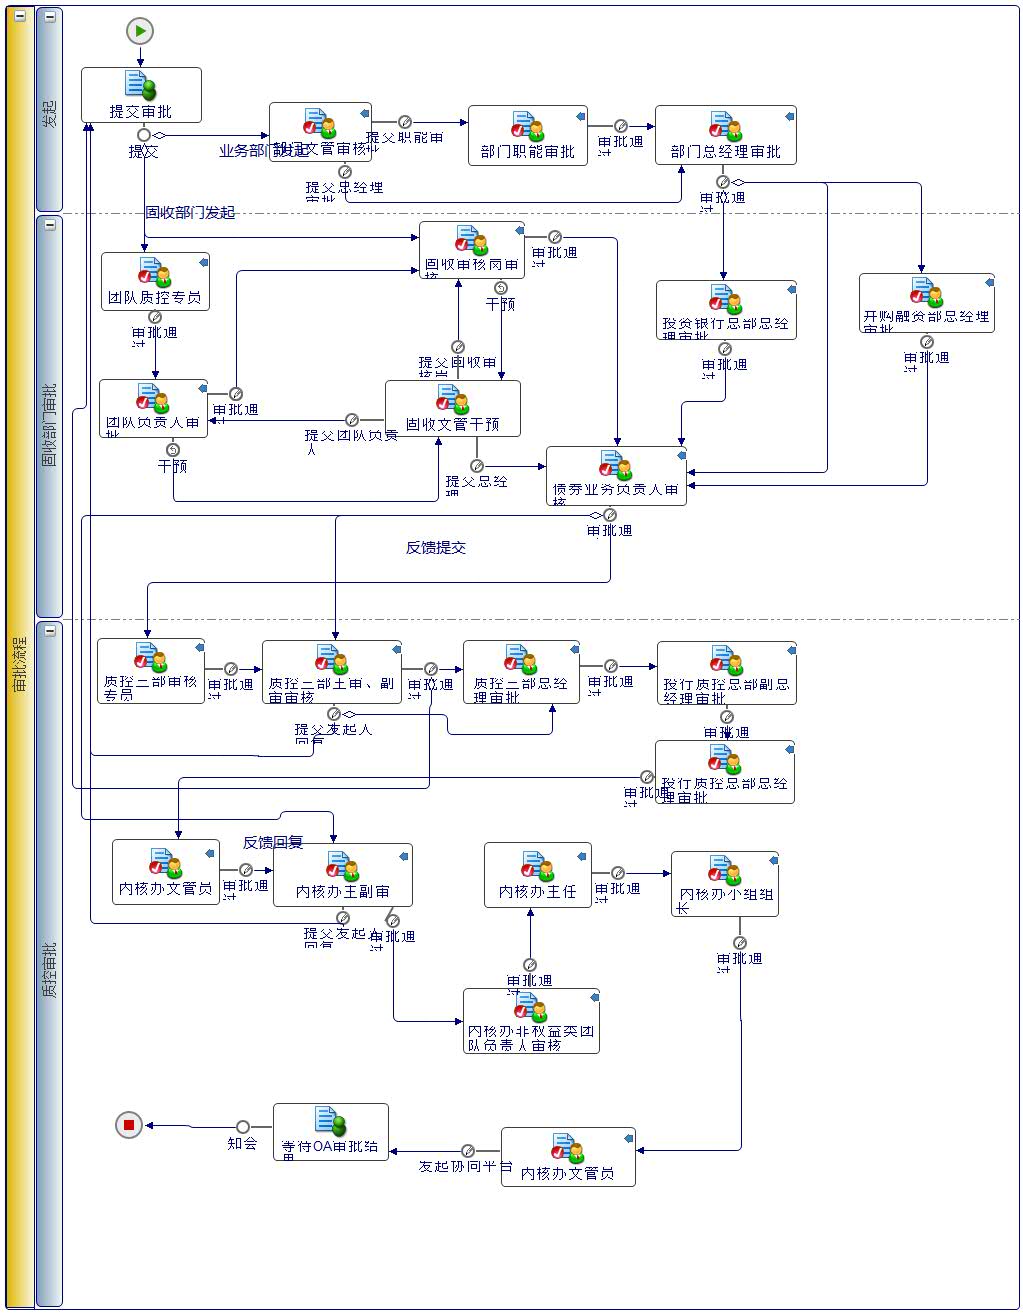 审批流程
发起
提交审批
提交
业务部门发起
部门文管审核
部门职能审批
审批通过
部门总经理审批
提交总经理
审批
审批通过
固收部门发起
固收部门审批
团队质控专员
审批通过
固收审核岗审
核
审批通过
干预
投资银行总部总经
理审批
审批通过
并购融资部总经理
审批
审批通过
提交固收审
核岗
团队负责人审
批
审批通过
干预
固收文管干预
提交团队负责
人
提交总经
理
债券业务负责人审
核
审批通过
反馈提交
质控审批
质控二部审核
专员
审批通过
质控二部主审、副
审审核
审批通过
质控二部总经
理审批
审批通过
投行质控总部副总
经理审批
审批通过
提交发起人
回复
投行质控总部总经
理审批
审批通过
反馈回复
内核办文管员
审批通过
内核办主副审
提交发起人
回复
审批通过
内核办主任
审批通过
内核办小组组
长
审批通过
审批通过
内核办非权益类团
队负责人审核
知会
等待OA审批结
果
发起协同平台
内核办文管员